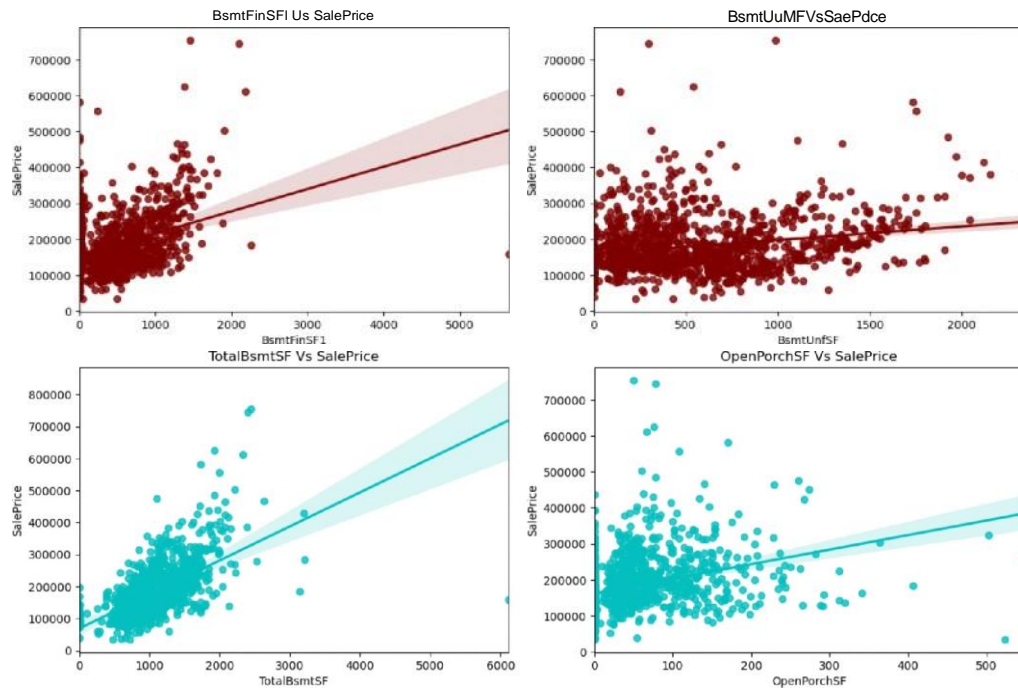 BsmtFinSFl Us SalePrice
700000
600000
500000
400000
300000
200000
100000
0
SalePrice
0 1000 2000 3000 4000 5000
BsmtFinSF1
BsmtUuMFVsSaePdce
700000
600000
500000
400000
300000
200000
100000
0
SalePrice
0 500 1000 1500 2000
BsmtUnfSF
TotalBsmtSF Vs SalePrice
800000
700000
600000
500000
400000
300000
200000
100000
0
SalePrice
0 1000 2000 3000 4000 5000 6000
TotalBsmtSF
OpenPorchSF Vs SalePrice
700000
600000
500000
400000
300000
200000
100000
0
SalePrice
0 100 200 300 400 500
OpenPorchSF